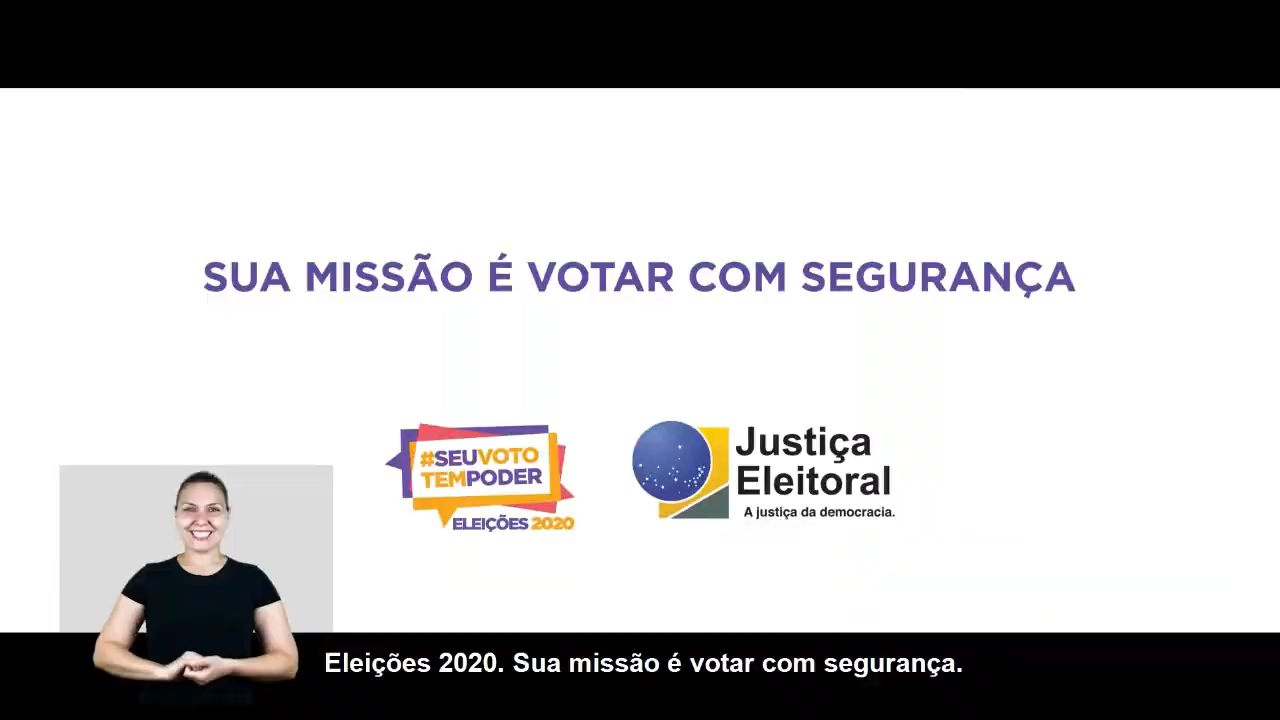 SUA MISSÃO É VOTAR COM SEGURANÇA
#SEUVOTO
TEMPODER
ELEIÇÕES 2020
Justiça
Eleitoral
A justiça da democracia.
Eleições 2020. Sua missão é votar com segurança.